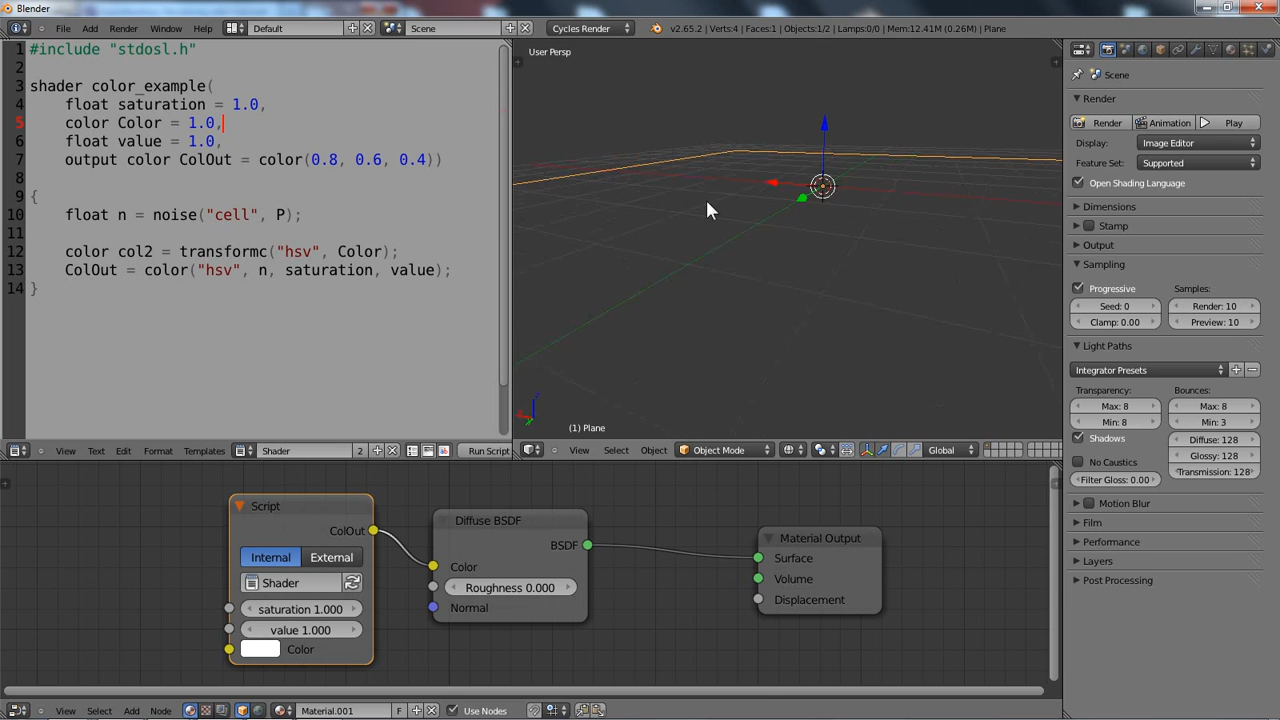 Blender
File Add Render Window Help Default Scene Cycles Render v2.65.2 | Verts:4 | Faces:1 | Objects:1/2 | Lamps:0/0 | Mem:12.41M (0.26M) | Plane
1 #include "stdosl.h"
2
3 shader color_example(
4 float saturation = 1.0,
5 color Color = 1.0,
6 float value = 1.0,
7 output color ColOut = color(0.8, 0.6, 0.4))
8
9 {
10 float n = noise("cell", P);
11
12 color col2 = transformc("hsv", Color);
13 ColOut = color("hsv", n, saturation, value);
14 }
View Text Edit Format Templates Shader 2 Run Script
User Persp
(1) Plane
View Select Object Object Mode Global
Scene
Render
Render Animation Play
Display: Image Editor
Feature Set: Supported
Open Shading Language
Dimensions
Stamp
Output
Sampling
Progressive Samples:
Seed: 0 Render: 10
Clamp: 0.00 Preview: 10
Light Paths
Integrator Presets
Transparency: Bounces:
Max: 8 Max: 8
Min: 8 Min: 3
Shadows Diffuse: 128
No Caustics Glossy: 128
Filter Gloss: 0.00 Transmission: 128
Motion Blur
Film
Performance
Layers
Post Processing
Script
ColOut
Internal External
Shader
saturation 1.000
value 1.000
Color
Diffuse BSDF
BSDF
Color
Roughness 0.000
Normal
Material Output
Surface
Volume
Displacement
View Select Add Node Material.001 F Use Nodes